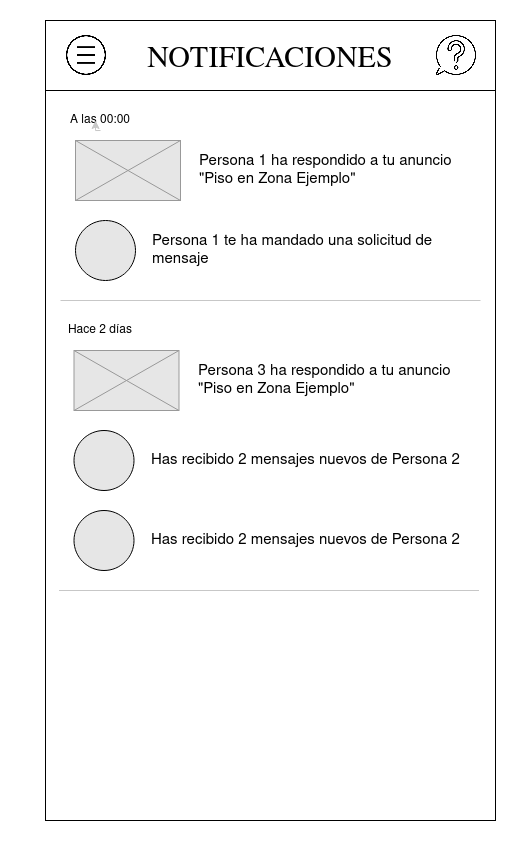 NOTIFICACIONES
A las 00:00
Persona 1 ha respondido a tu anuncio
"Piso en Zona Ejemplo"
Persona 1 te ha mandado una solicitud de
mensaje
Hace 2 días
Persona 3 ha respondido a tu anuncio
"Piso en Zona Ejemplo"
Has recibido 2 mensajes nuevos de Persona 2
Has recibido 2 mensajes nuevos de Persona 2